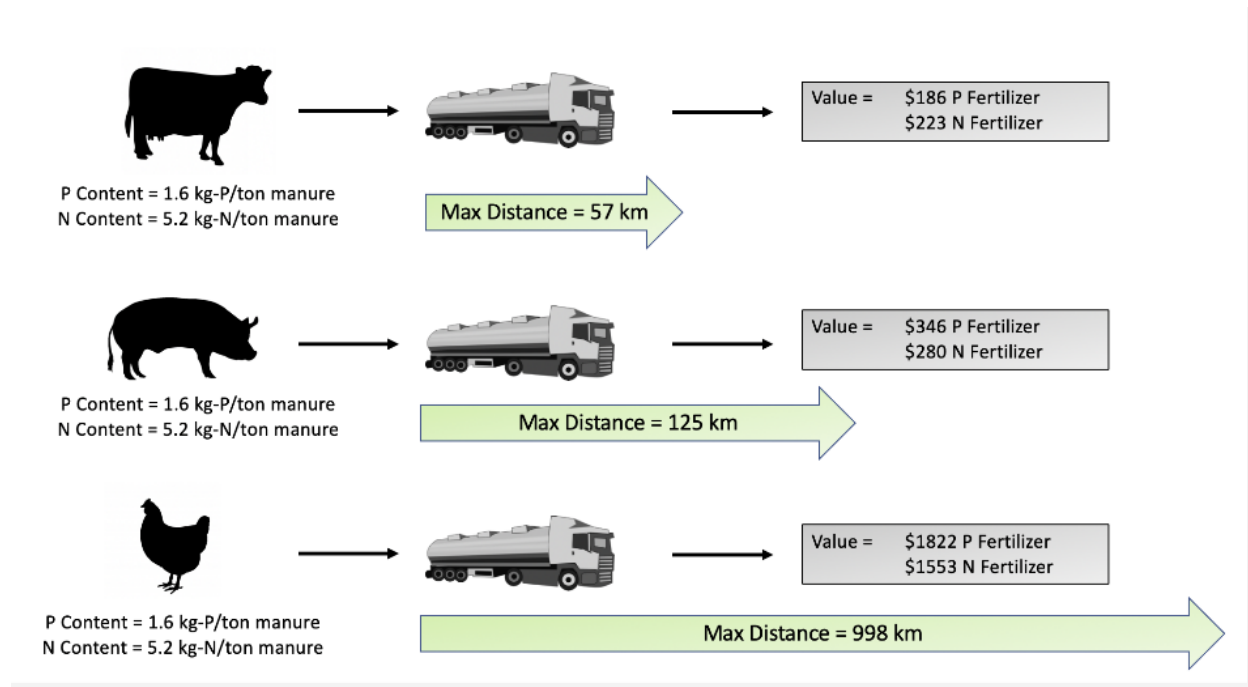 Value = $186 P Fertilizer
$223 N Fertilizer
P Content = 1.6 kg-P/ton manure
N Content = 5.2 kg-N/ton manure
Max Distance = 57 km
Value = $346 P Fertilizer
$280 N Fertilizer
P Content = 1.6 kg-P/ton manure
N Content = 5.2 kg-N/ton manure
Max Distance = 125 km
Value = $1822 P Fertilizer
$1553 N Fertilizer
P Content = 1.6 kg-P/ton manure
N Content = 5.2 kg-N/ton manure
Max Distance = 998 km